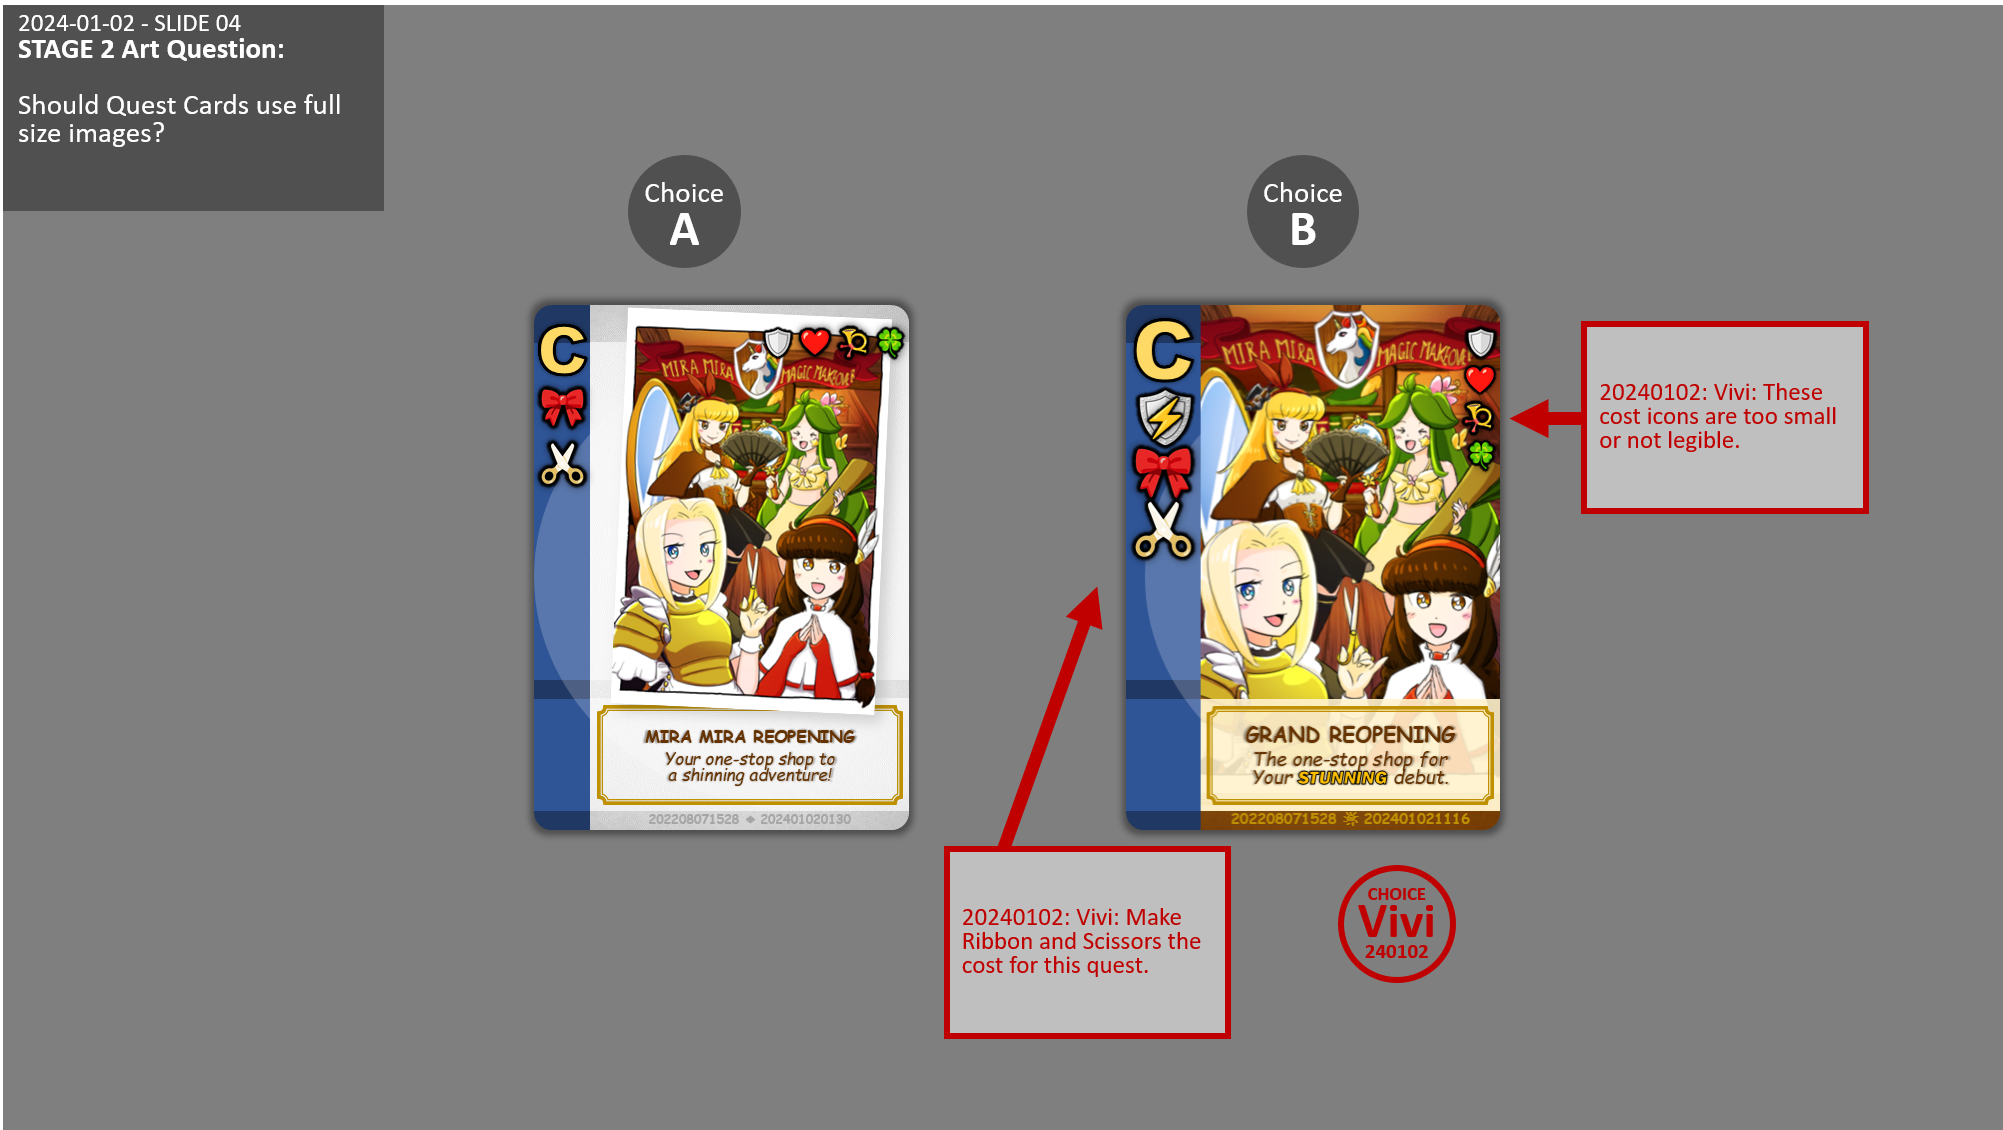 2024-01-02 - SLIDE 04
STAGE 2 Art Question:
Should Quest Cards use full
size images?
Choice
A
Choice
B
C
MIRA MIRA
MAGIC MAKEOVER
MIRA MIRA REOPENING
Your one-stop shop to
a shinning adventure!
202208071528 ◆ 202401020130
C
MIRA MIRA
MAGIC MAKEOVER
GRAND REOPENING
The one-stop shop for
Your STUNNING debut.
202208071528 202401021116
20240102: Vivi: These
cost icons are too small
or not legible.
20240102: Vivi: Make
Ribbon and Scissors the
cost for this quest.
CHOICE
Vivi
240102